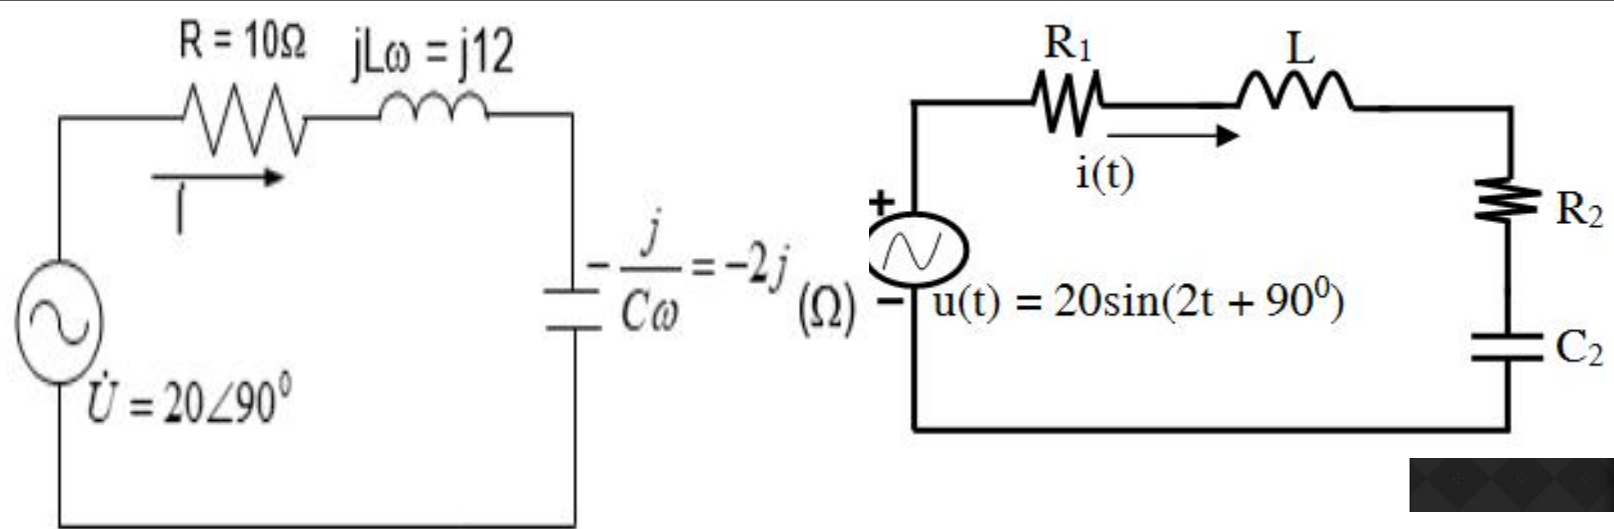 R = 10Ω
jLω = j12
I
− j/Cω = −2j (Ω)
U̇ = 20∠90⁰
R₁
L
i(t)
R₂
+
−
u(t) = 20sin(2t + 90⁰)
C₂